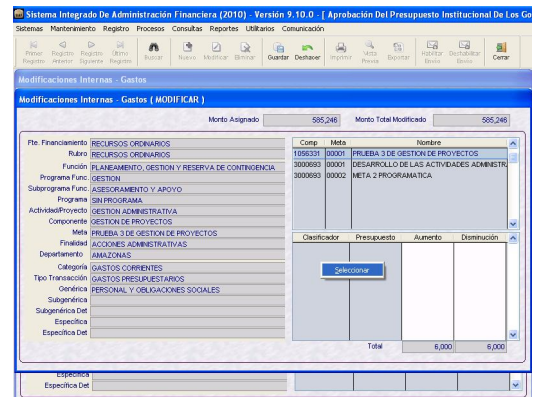 Sistema Integrado De Administración Financiera (2010) - Versión 9.10.0 - [ Aprobación Del Presupuesto Institucional De Los Go
Sistemas Mantenimiento Registro Procesos Consultas Reportes Utilitarios Comunicación
Primer Registro Registro Anterior Registro Siguiente Último Registro Buscar Nuevo Modificar Eliminar Guardar Deshacer Imprimir Vista Previa Exportar Habilitar Envío Deshabilitar Envío Cerrar
Modificaciones Internas - Gastos
Modificaciones Internas - Gastos ( MODIFICAR )
Monto Asignado 585,246 Monto Total Modificado 585,246
Fte. Financiamiento RECURSOS ORDINARIOS
Rubro RECURSOS ORDINARIOS
Función PLANEAMIENTO, GESTION Y RESERVA DE CONTINGENCIA
Programa Func. GESTION
Subprograma Func. ASESORAMIENTO Y APOYO
Programa SIN PROGRAMA
Actividad/Proyecto GESTION ADMINISTRATIVA
Componente GESTION DE PROYECTOS
Meta PRUEBA 3 DE GESTION DE PROYECTOS
Finalidad ACCIONES ADMINISTRATIVAS
Departamento AMAZONAS
Categoría GASTOS CORRIENTES
Tipo Transacción GASTOS PRESUPUESTARIOS
Genérica PERSONAL Y OBLIGACIONES SOCIALES
Subgenérica
Subgenérica Det
Específica
Específica Det
Comp Meta Nombre
1056331 00001 PRUEBA 3 DE GESTION DE PROYECTOS
3000693 00001 DESARROLLO DE LAS ACTIVIDADES ADMINISTRA
3000693 00002 META 2 PROGRAMATICA
Clasificador Presupuesto Aumento Disminución
Seleccionar
Total 6,000 6,000
Específica
Específica Det